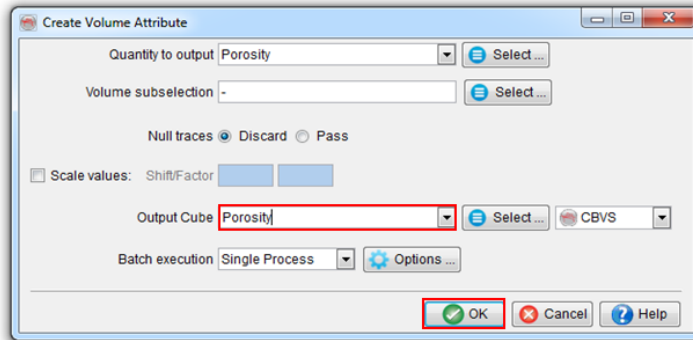 Create Volume Attribute
Quantity to output Porosity Select ...
Volume subselection - Select ...
Null traces Discard Pass
Scale values: Shift/Factor
Output Cube Porosity Select ... CBVS
Batch execution Single Process Options ...
OK Cancel Help